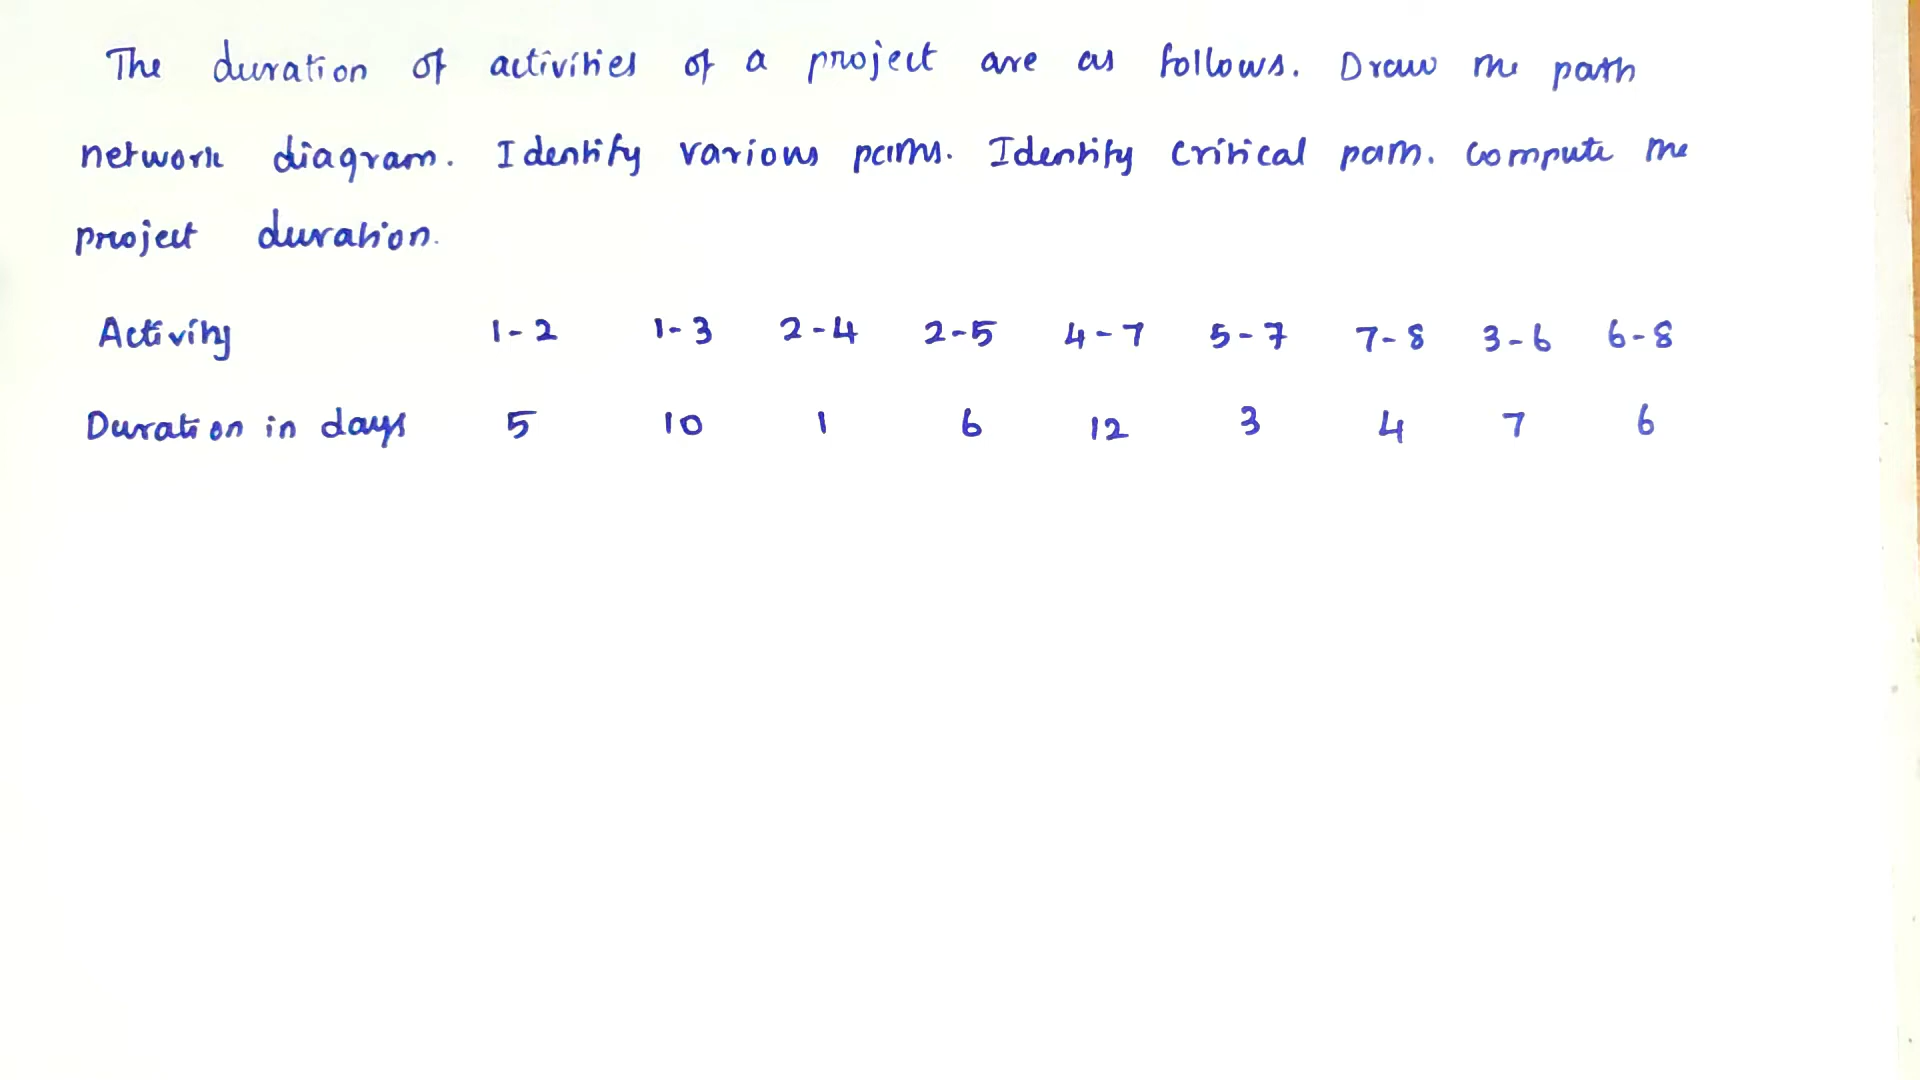 The duration of activities of a project are as follows. Draw the path
network diagram. Identify various paths. Identify critical path. Compute the
project duration.
Activity 1-2 1-3 2-4 2-5 4-7 5-7 7-8 3-6 6-8
Duration in days 5 10 1 6 12 3 4 7 6